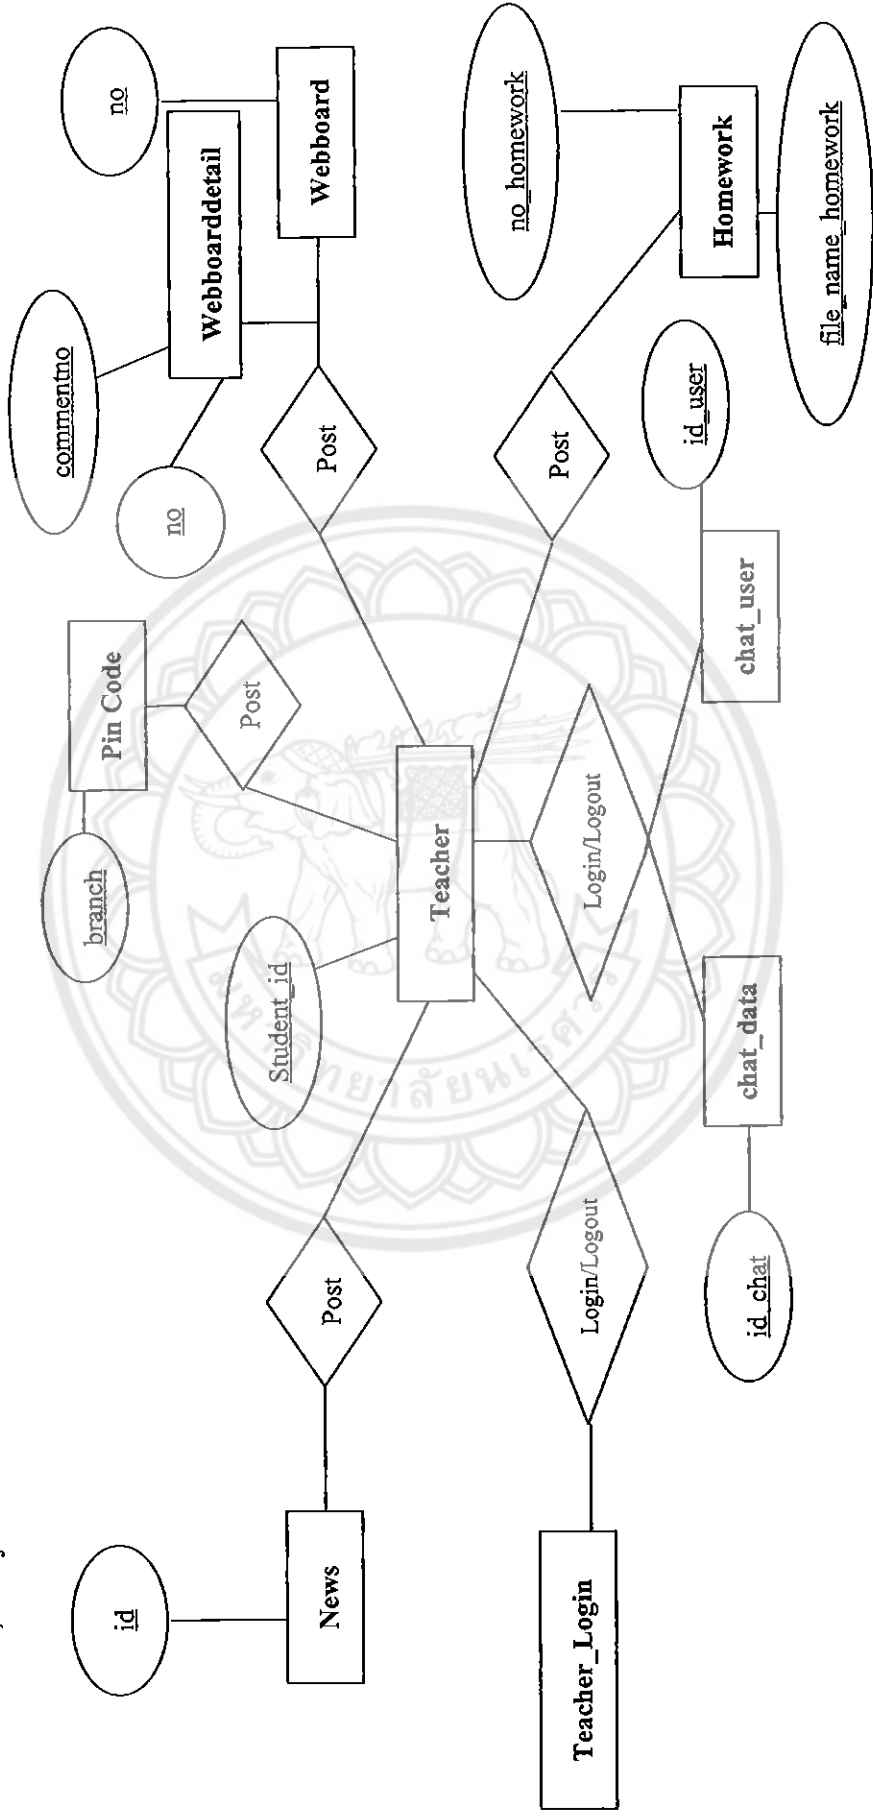 id
News
Post
Teacher_Login
Login/Logout
Student_id
Teacher
branch
Pin Code
Post
Login/Logout
id_chat
chat_data
chat_user
id_user
Post
no
commentno
Webboarddetail
no
Webboard
Post
no_homework
Homework
file_name_homework